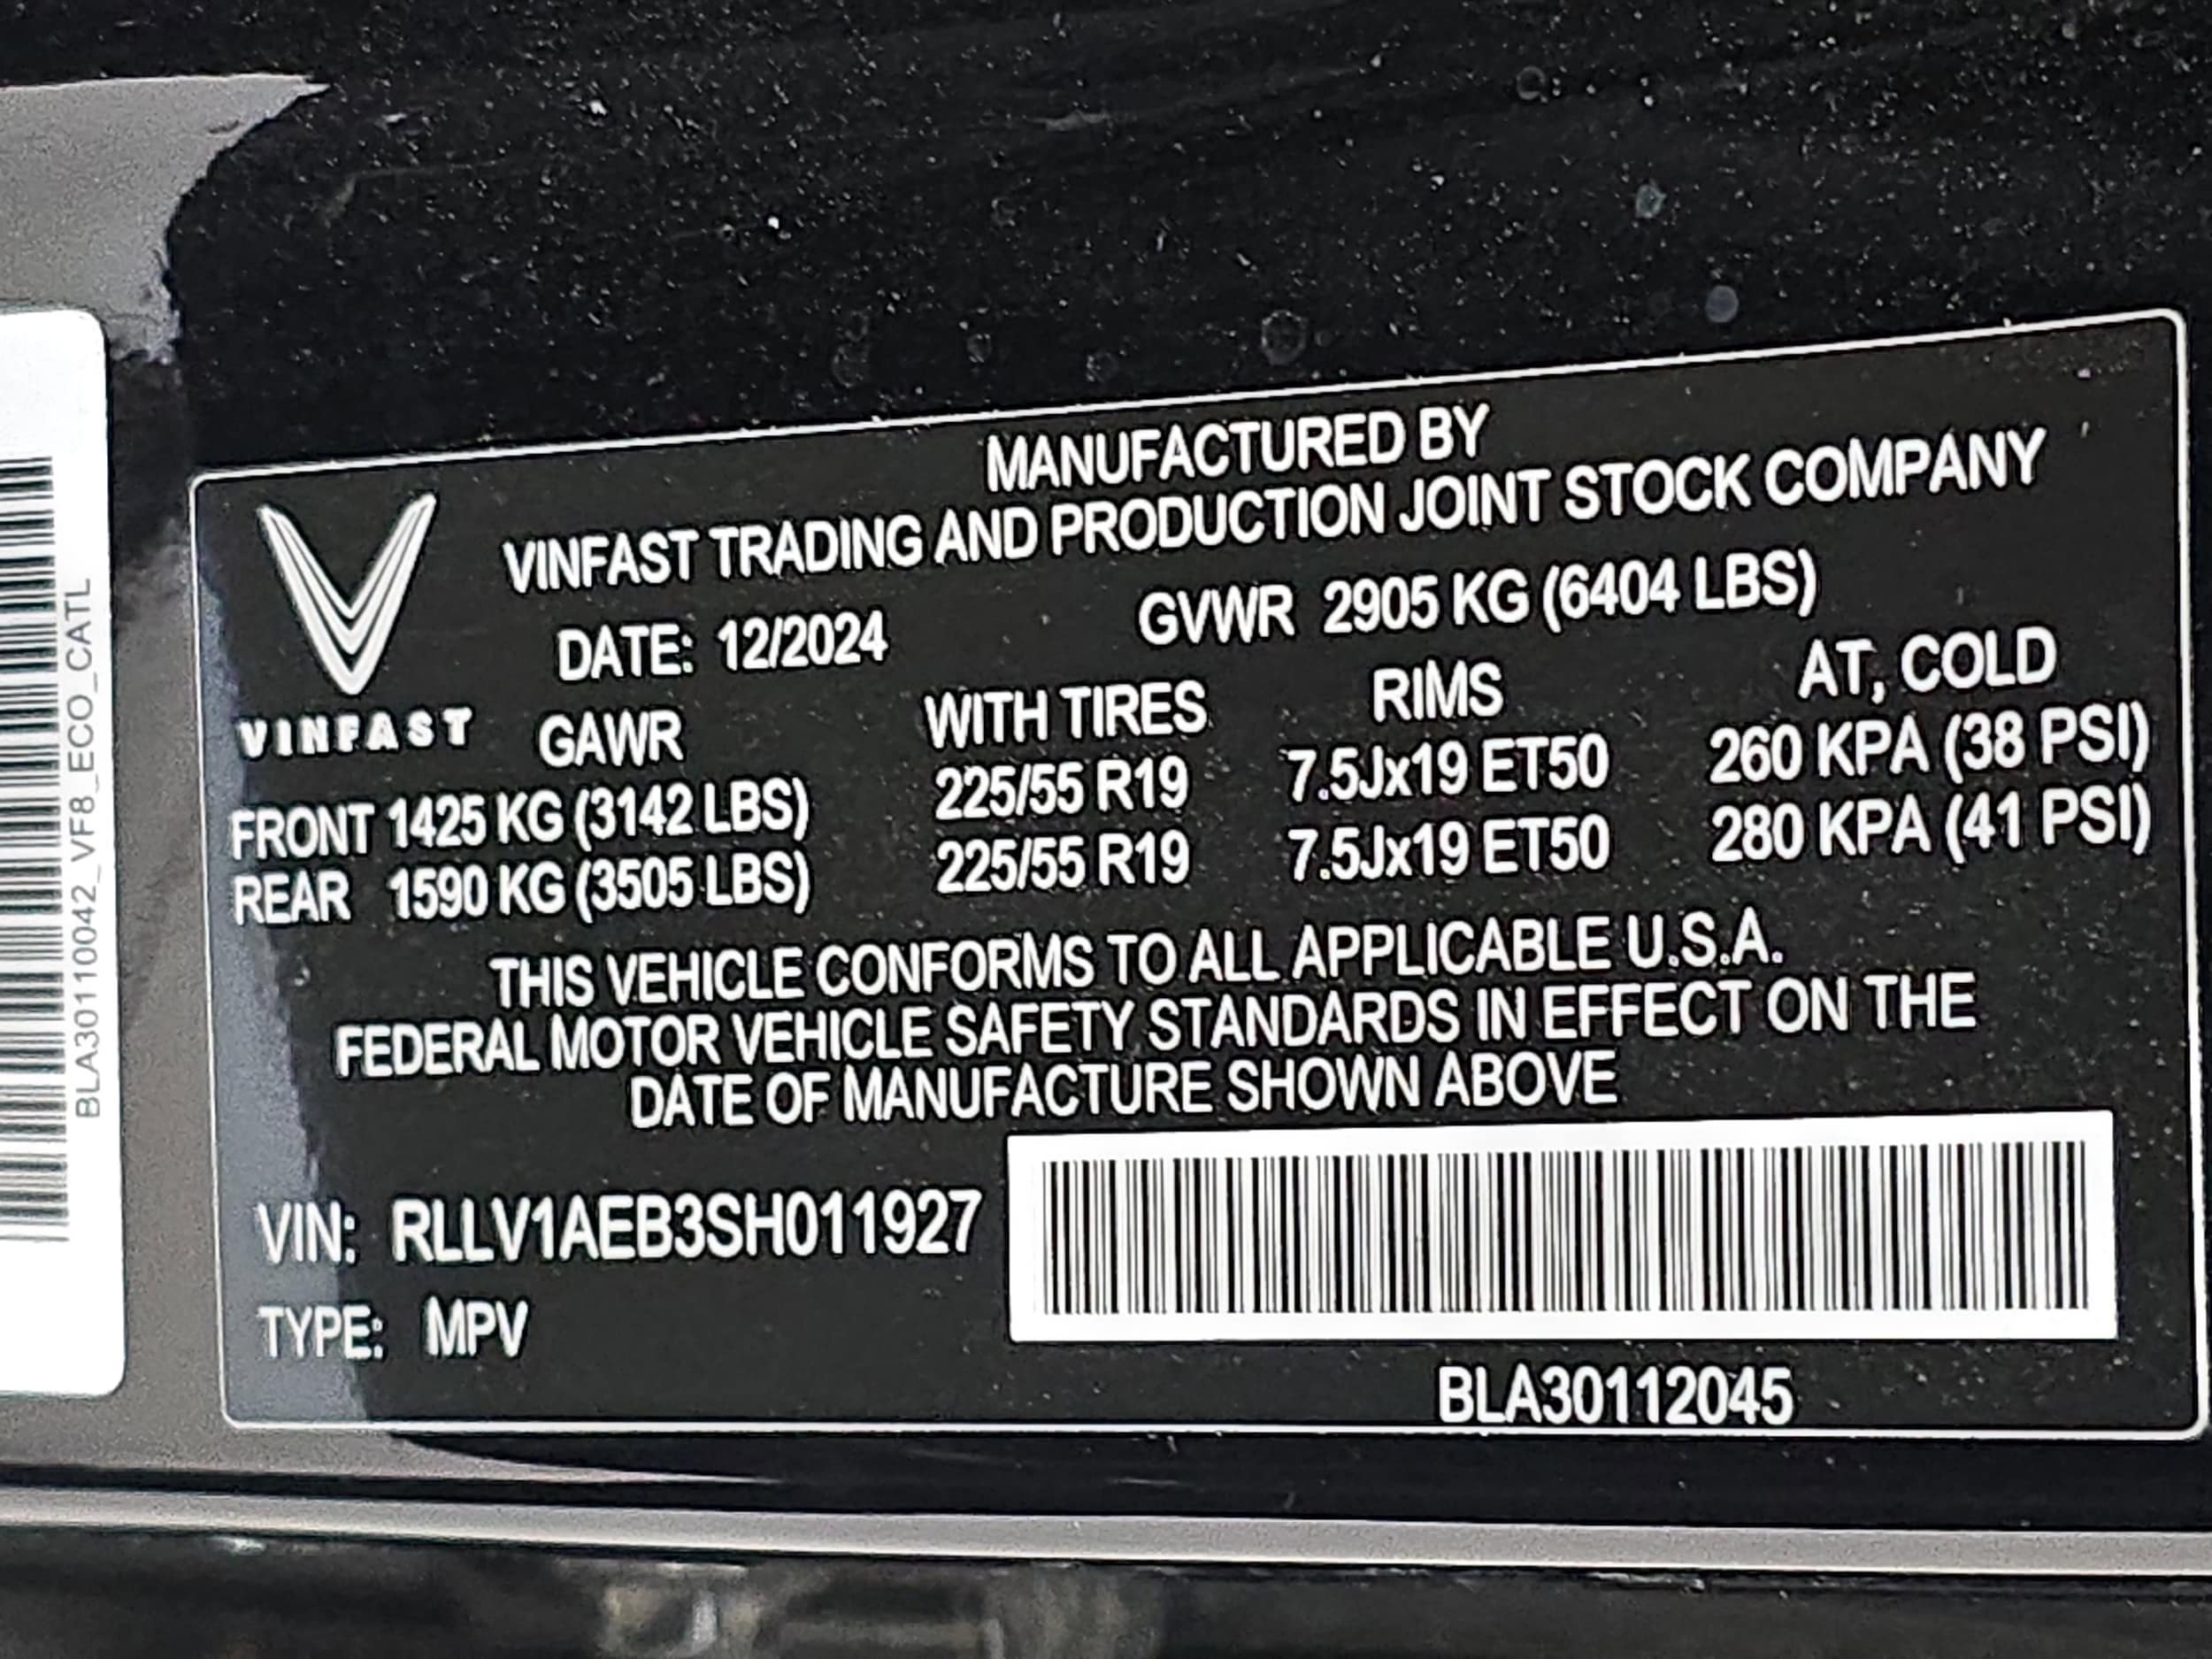 MANUFACTURED BY
VINFAST TRADING AND PRODUCTION JOINT STOCK COMPANY
DATE: 12/2024 GVWR 2905 KG (6404 LBS)
VINFAST
GAWR WITH TIRES RIMS AT, COLD
FRONT 1425 KG (3142 LBS) 225/55 R19 7.5Jx19 ET50 260 KPA (38 PSI)
REAR 1590 KG (3505 LBS) 225/55 R19 7.5Jx19 ET50 280 KPA (41 PSI)
THIS VEHICLE CONFORMS TO ALL APPLICABLE U.S.A.
FEDERAL MOTOR VEHICLE SAFETY STANDARDS IN EFFECT ON THE
DATE OF MANUFACTURE SHOWN ABOVE
VIN: RLLV1AEB3SH011927
TYPE: MPV
BLA30112045
BLA30110042_VF8_ECO_CATL